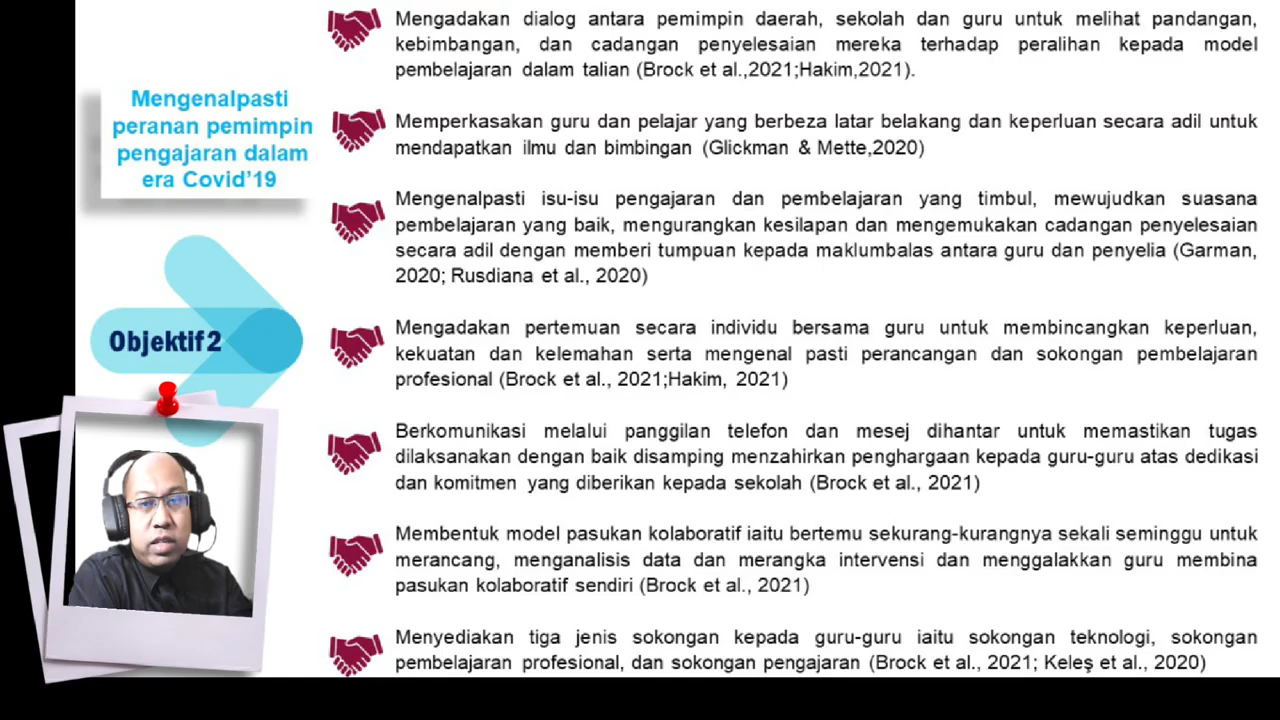 Mengenalpasti
peranan pemimpin
pengajaran dalam
era Covid'19
Objektif 2
Mengadakan dialog antara pemimpin daerah, sekolah dan guru untuk melihat pandangan,
kebimbangan, dan cadangan penyelesaian mereka terhadap peralihan kepada model
pembelajaran dalam talian (Brock et al.,2021;Hakim,2021).
Memperkasakan guru dan pelajar yang berbeza latar belakang dan keperluan secara adil untuk
mendapatkan ilmu dan bimbingan (Glickman & Mette,2020)
Mengenalpasti isu-isu pengajaran dan pembelajaran yang timbul, mewujudkan suasana
pembelajaran yang baik, mengurangkan kesilapan dan mengemukakan cadangan penyelesaian
secara adil dengan memberi tumpuan kepada maklumbalas antara guru dan penyelia (Garman,
2020; Rusdiana et al., 2020)
Mengadakan pertemuan secara individu bersama guru untuk membincangkan keperluan,
kekuatan dan kelemahan serta mengenal pasti perancangan dan sokongan pembelajaran
profesional (Brock et al., 2021;Hakim, 2021)
Berkomunikasi melalui panggilan telefon dan mesej dihantar untuk memastikan tugas
dilaksanakan dengan baik disamping menzahirkan penghargaan kepada guru-guru atas dedikasi
dan komitmen yang diberikan kepada sekolah (Brock et al., 2021)
Membentuk model pasukan kolaboratif iaitu bertemu sekurang-kurangnya sekali seminggu untuk
merancang, menganalisis data dan merangka intervensi dan menggalakkan guru membina
pasukan kolaboratif sendiri (Brock et al., 2021)
Menyediakan tiga jenis sokongan kepada guru-guru iaitu sokongan teknologi, sokongan
pembelajaran profesional, dan sokongan pengajaran (Brock et al., 2021; Keleş et al., 2020)